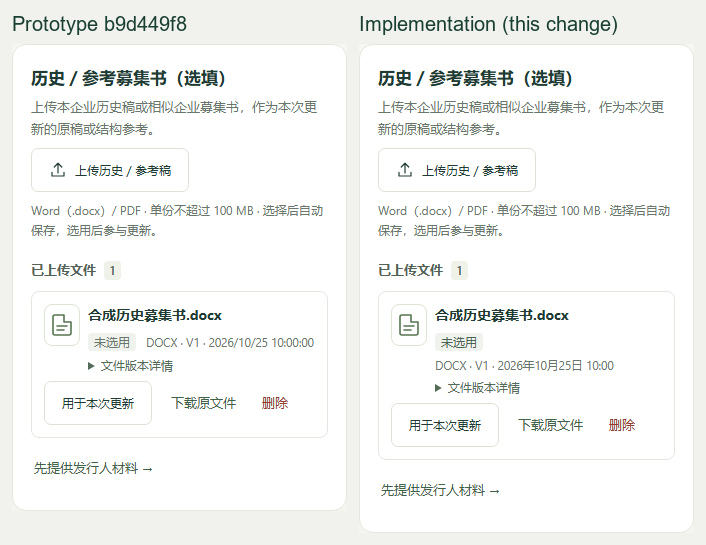 Prototype b9d449f8
历史 / 参考募集书（选填）
上传本企业历史稿或相似企业募集书，作为本次更
新的原稿或结构参考。
上传历史 / 参考稿
Word（.docx）/ PDF · 单份不超过 100 MB · 选择后自动
保存，选用后参与更新。
已上传文件 1
合成历史募集书.docx
未选用 DOCX · V1 · 2026/10/25 10:00:00
▶ 文件版本详情
用于本次更新 下载原文件 删除
先提供发行人材料 →
Implementation (this change)
历史 / 参考募集书（选填）
上传本企业历史稿或相似企业募集书，作为本次更
新的原稿或结构参考。
上传历史 / 参考稿
Word（.docx）/ PDF · 单份不超过 100 MB · 选择后自动
保存，选用后参与更新。
已上传文件 1
合成历史募集书.docx
未选用
DOCX · V1 · 2026年10月25日 10:00
▶ 文件版本详情
用于本次更新 下载原文件 删除
先提供发行人材料 →